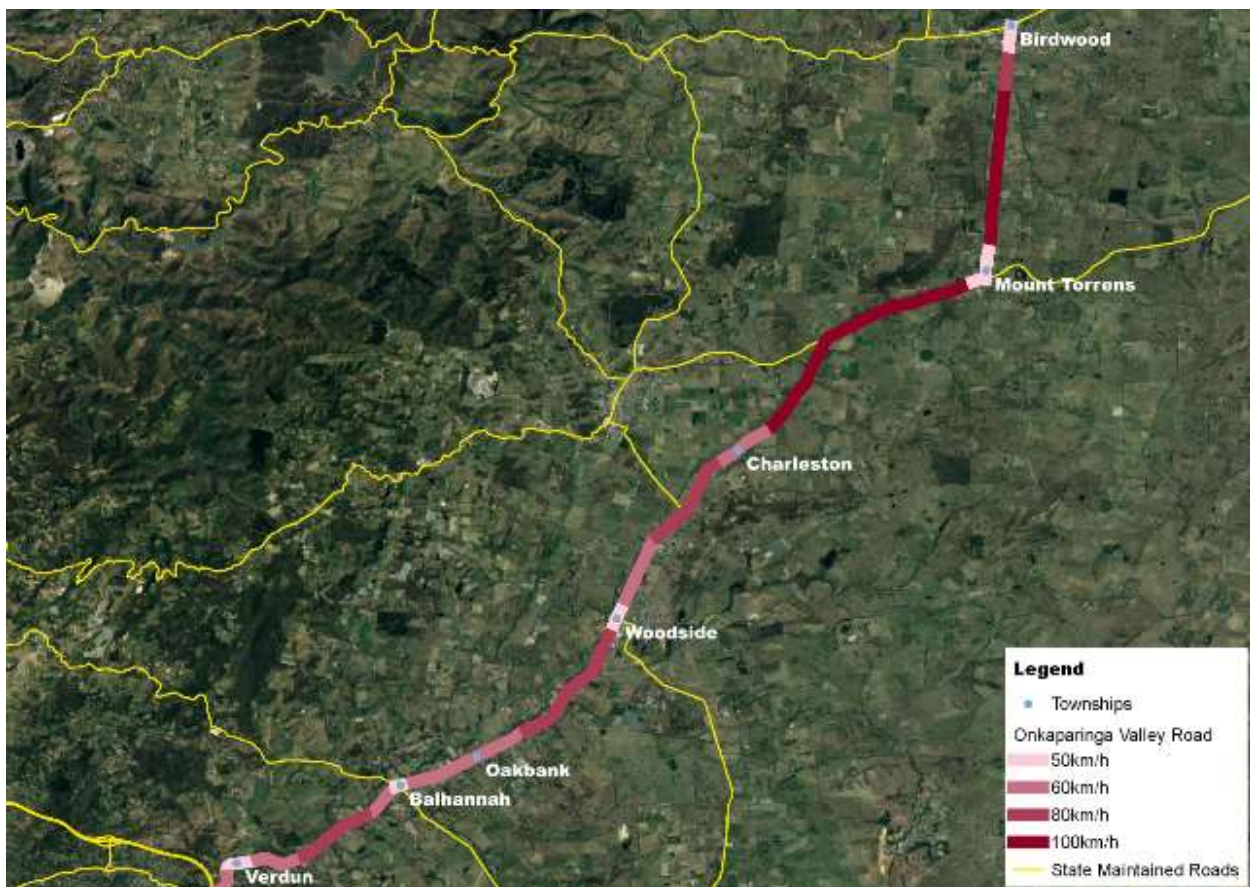 Birdwood
Mount Torrens
Charleston
Woodside
Oakbank
Balhannah
Verdun
Legend
Townships
Onkaparinga Valley Road
50km/h
60km/h
80km/h
100km/h
State Maintained Roads